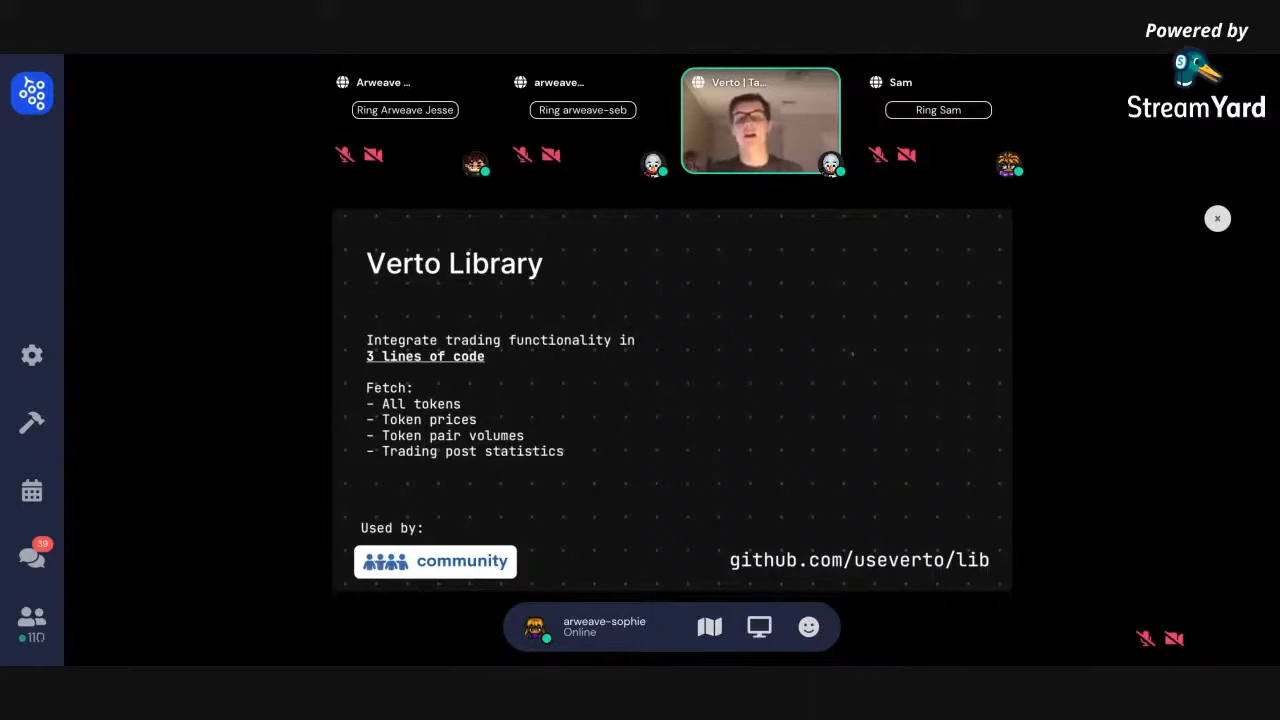 Powered by
StreamYard
Arweave ...
Ring Arweave Jesse
arweave...
Ring arweave-seb
Verto | Ta...
Sam
Ring Sam
Verto Library
Integrate trading functionality in
3 lines of code
Fetch:
- All tokens
- Token prices
- Token pair volumes
- Trading post statistics
Used by:
community
github.com/useverto/lib
39
110
arweave-sophie
Online